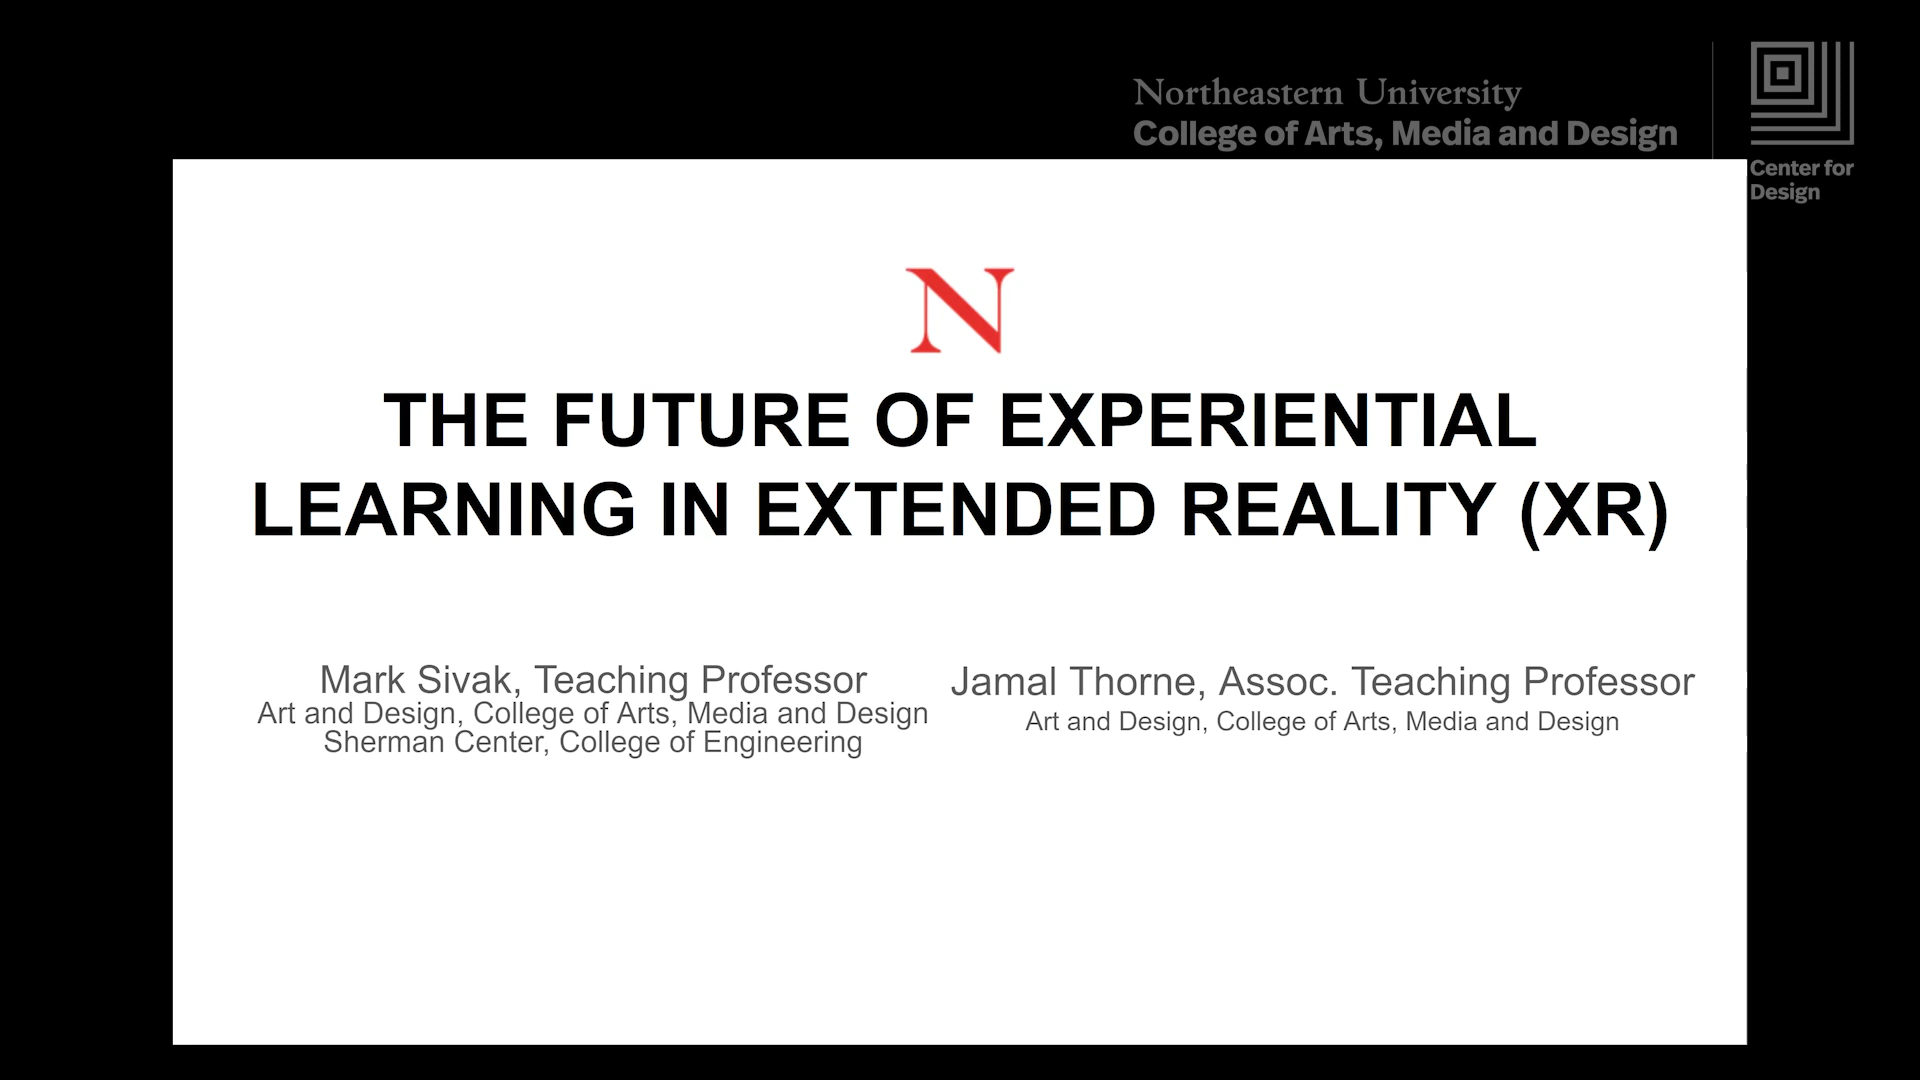 Northeastern University
College of Arts, Media and Design
Center for
Design
N
THE FUTURE OF EXPERIENTIAL
LEARNING IN EXTENDED REALITY (XR)
Mark Sivak, Teaching Professor
Art and Design, College of Arts, Media and Design
Sherman Center, College of Engineering
Jamal Thorne, Assoc. Teaching Professor
Art and Design, College of Arts, Media and Design